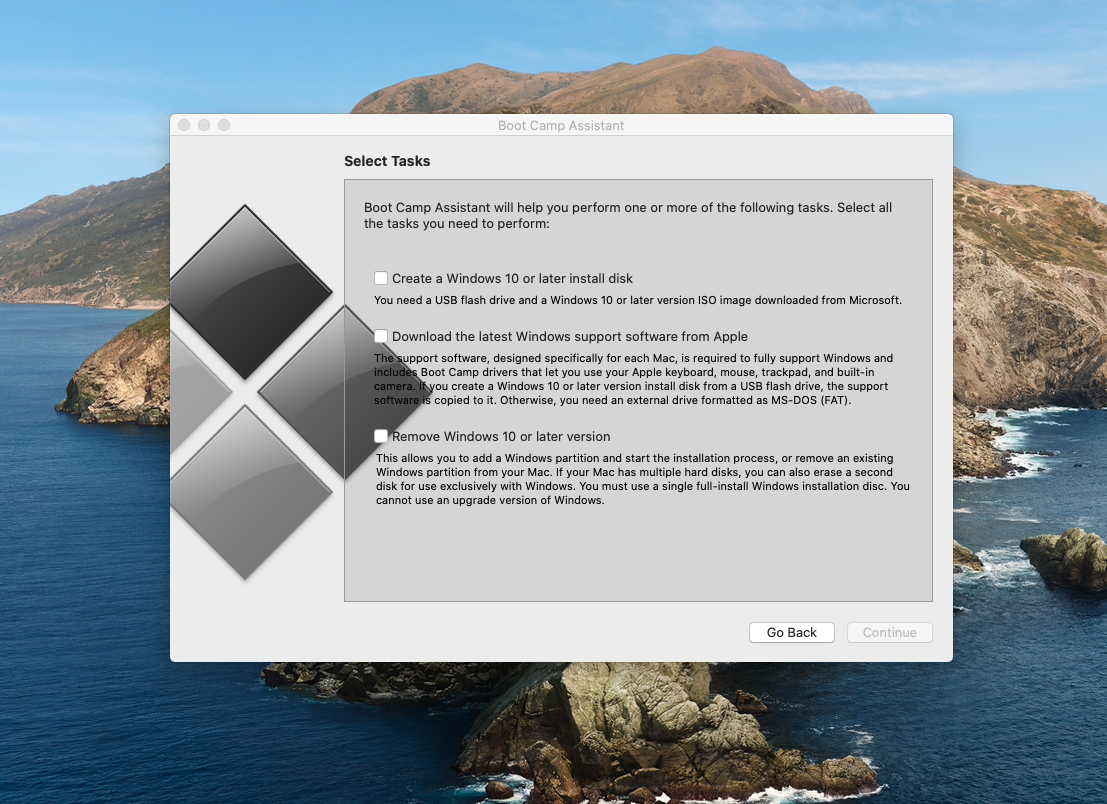 Boot Camp Assistant
Select Tasks
Boot Camp Assistant will help you perform one or more of the following tasks. Select all
the tasks you need to perform:
Create a Windows 10 or later install disk
You need a USB flash drive and a Windows 10 or later version ISO image downloaded from Microsoft.
Download the latest Windows support software from Apple
The support software, designed specifically for each Mac, is required to fully support Windows and
includes Boot Camp drivers that let you use your Apple keyboard, mouse, trackpad, and built-in
camera. If you create a Windows 10 or later version install disk from a USB flash drive, the support
software is copied to it. Otherwise, you need an external drive formatted as MS-DOS (FAT).
Remove Windows 10 or later version
This allows you to add a Windows partition and start the installation process, or remove an existing
Windows partition from your Mac. If your Mac has multiple hard disks, you can also erase a second
disk for use exclusively with Windows. You must use a single full-install Windows installation disc. You
cannot use an upgrade version of Windows.
Go Back
Continue